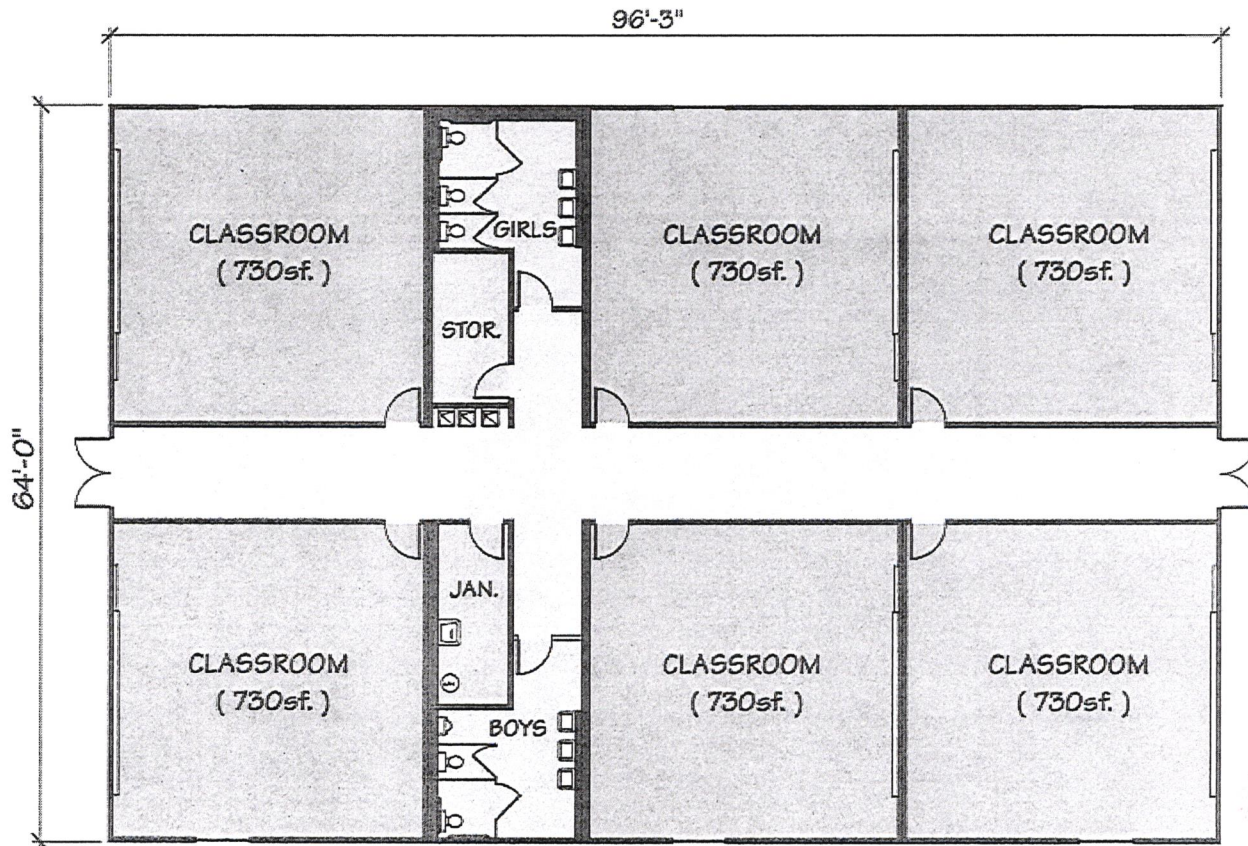 96'-3"
64'-0"
CLASSROOM
( 730sf. )
GIRLS
STOR.
CLASSROOM
( 730sf. )
CLASSROOM
( 730sf. )
CLASSROOM
( 730sf. )
JAN.
BOYS
CLASSROOM
( 730sf. )
CLASSROOM
( 730sf. )